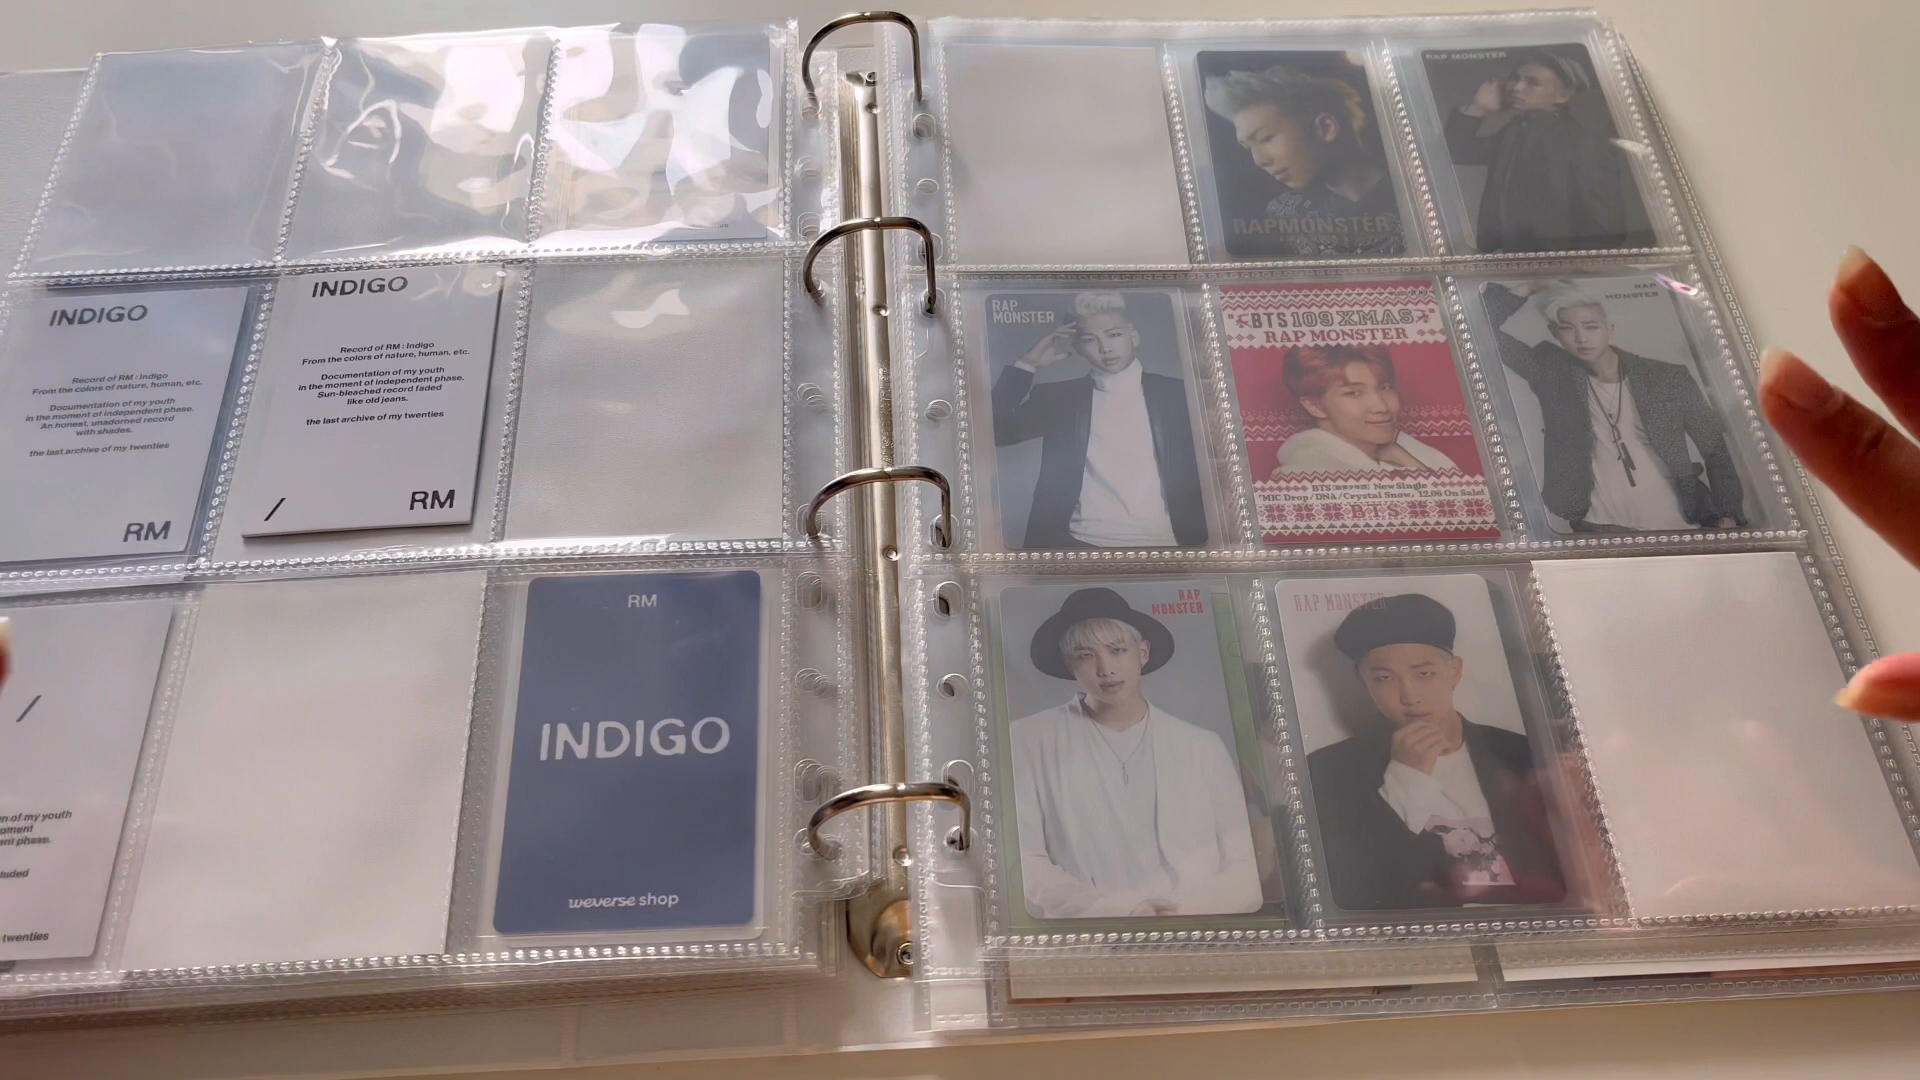 INDIGO
Record of RM : Indigo
From the colors of nature, human, etc.
Documentation of my youth
in the moment of independent phase.
An honest, unadorned record
with shades.
the last archive of my twenties
RM
INDIGO
Record of RM : Indigo
From the colors of nature, human, etc.
Documentation of my youth
in the moment of independent phase.
Sun-bleached record faded
like old jeans.
the last archive of my twenties
/
RM
/
of my youth
phase.
twenties
RM
INDIGO
weverse shop
RAPMONSTER
RAP MONSTER
RAP
MONSTER
BTS 109 XMAS
RAP MONSTER
BTS
New Single
"MIC Drop/DNA/Crystal Snow, 12.06 On Sale!
BTS
RAP
MONSTER
RAP
MONSTER
RAP MONSTER